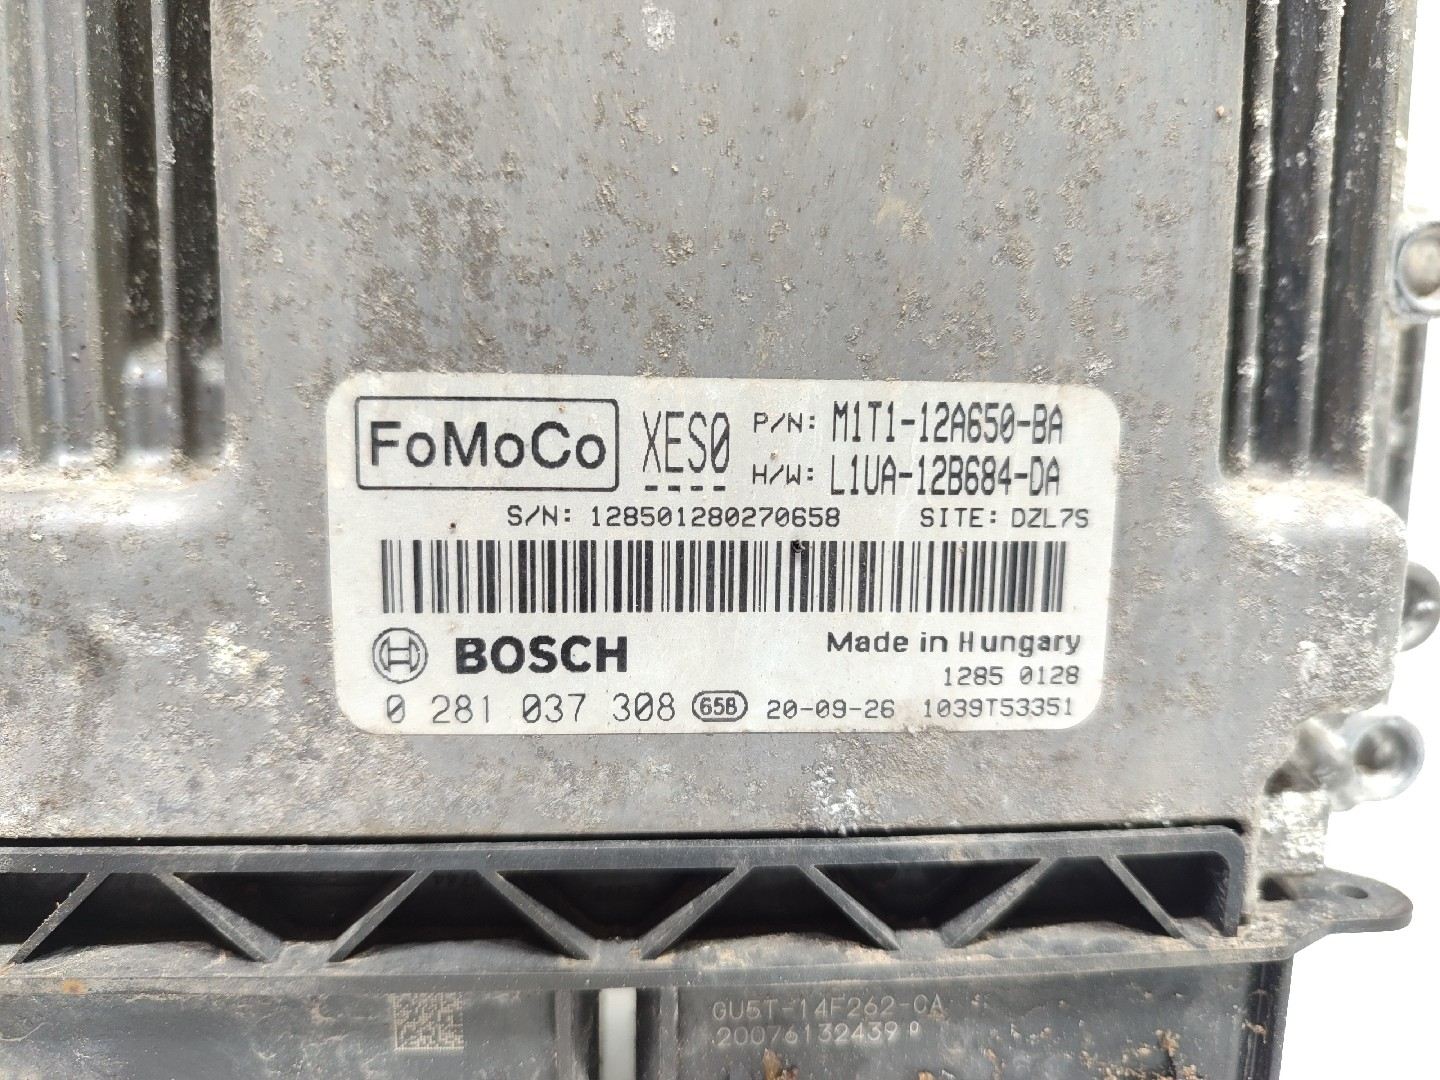 FoMoCo XES0 P/N: M1T1-12A650-BA
H/W: L1UA-12B684-DA
S/N: 128501280270658 SITE: DZL7S
BOSCH Made in Hungary
1285 0128
0 281 037 308 65B 20-09-26 1039T53351
GU5T-14F262-CA
20076132439